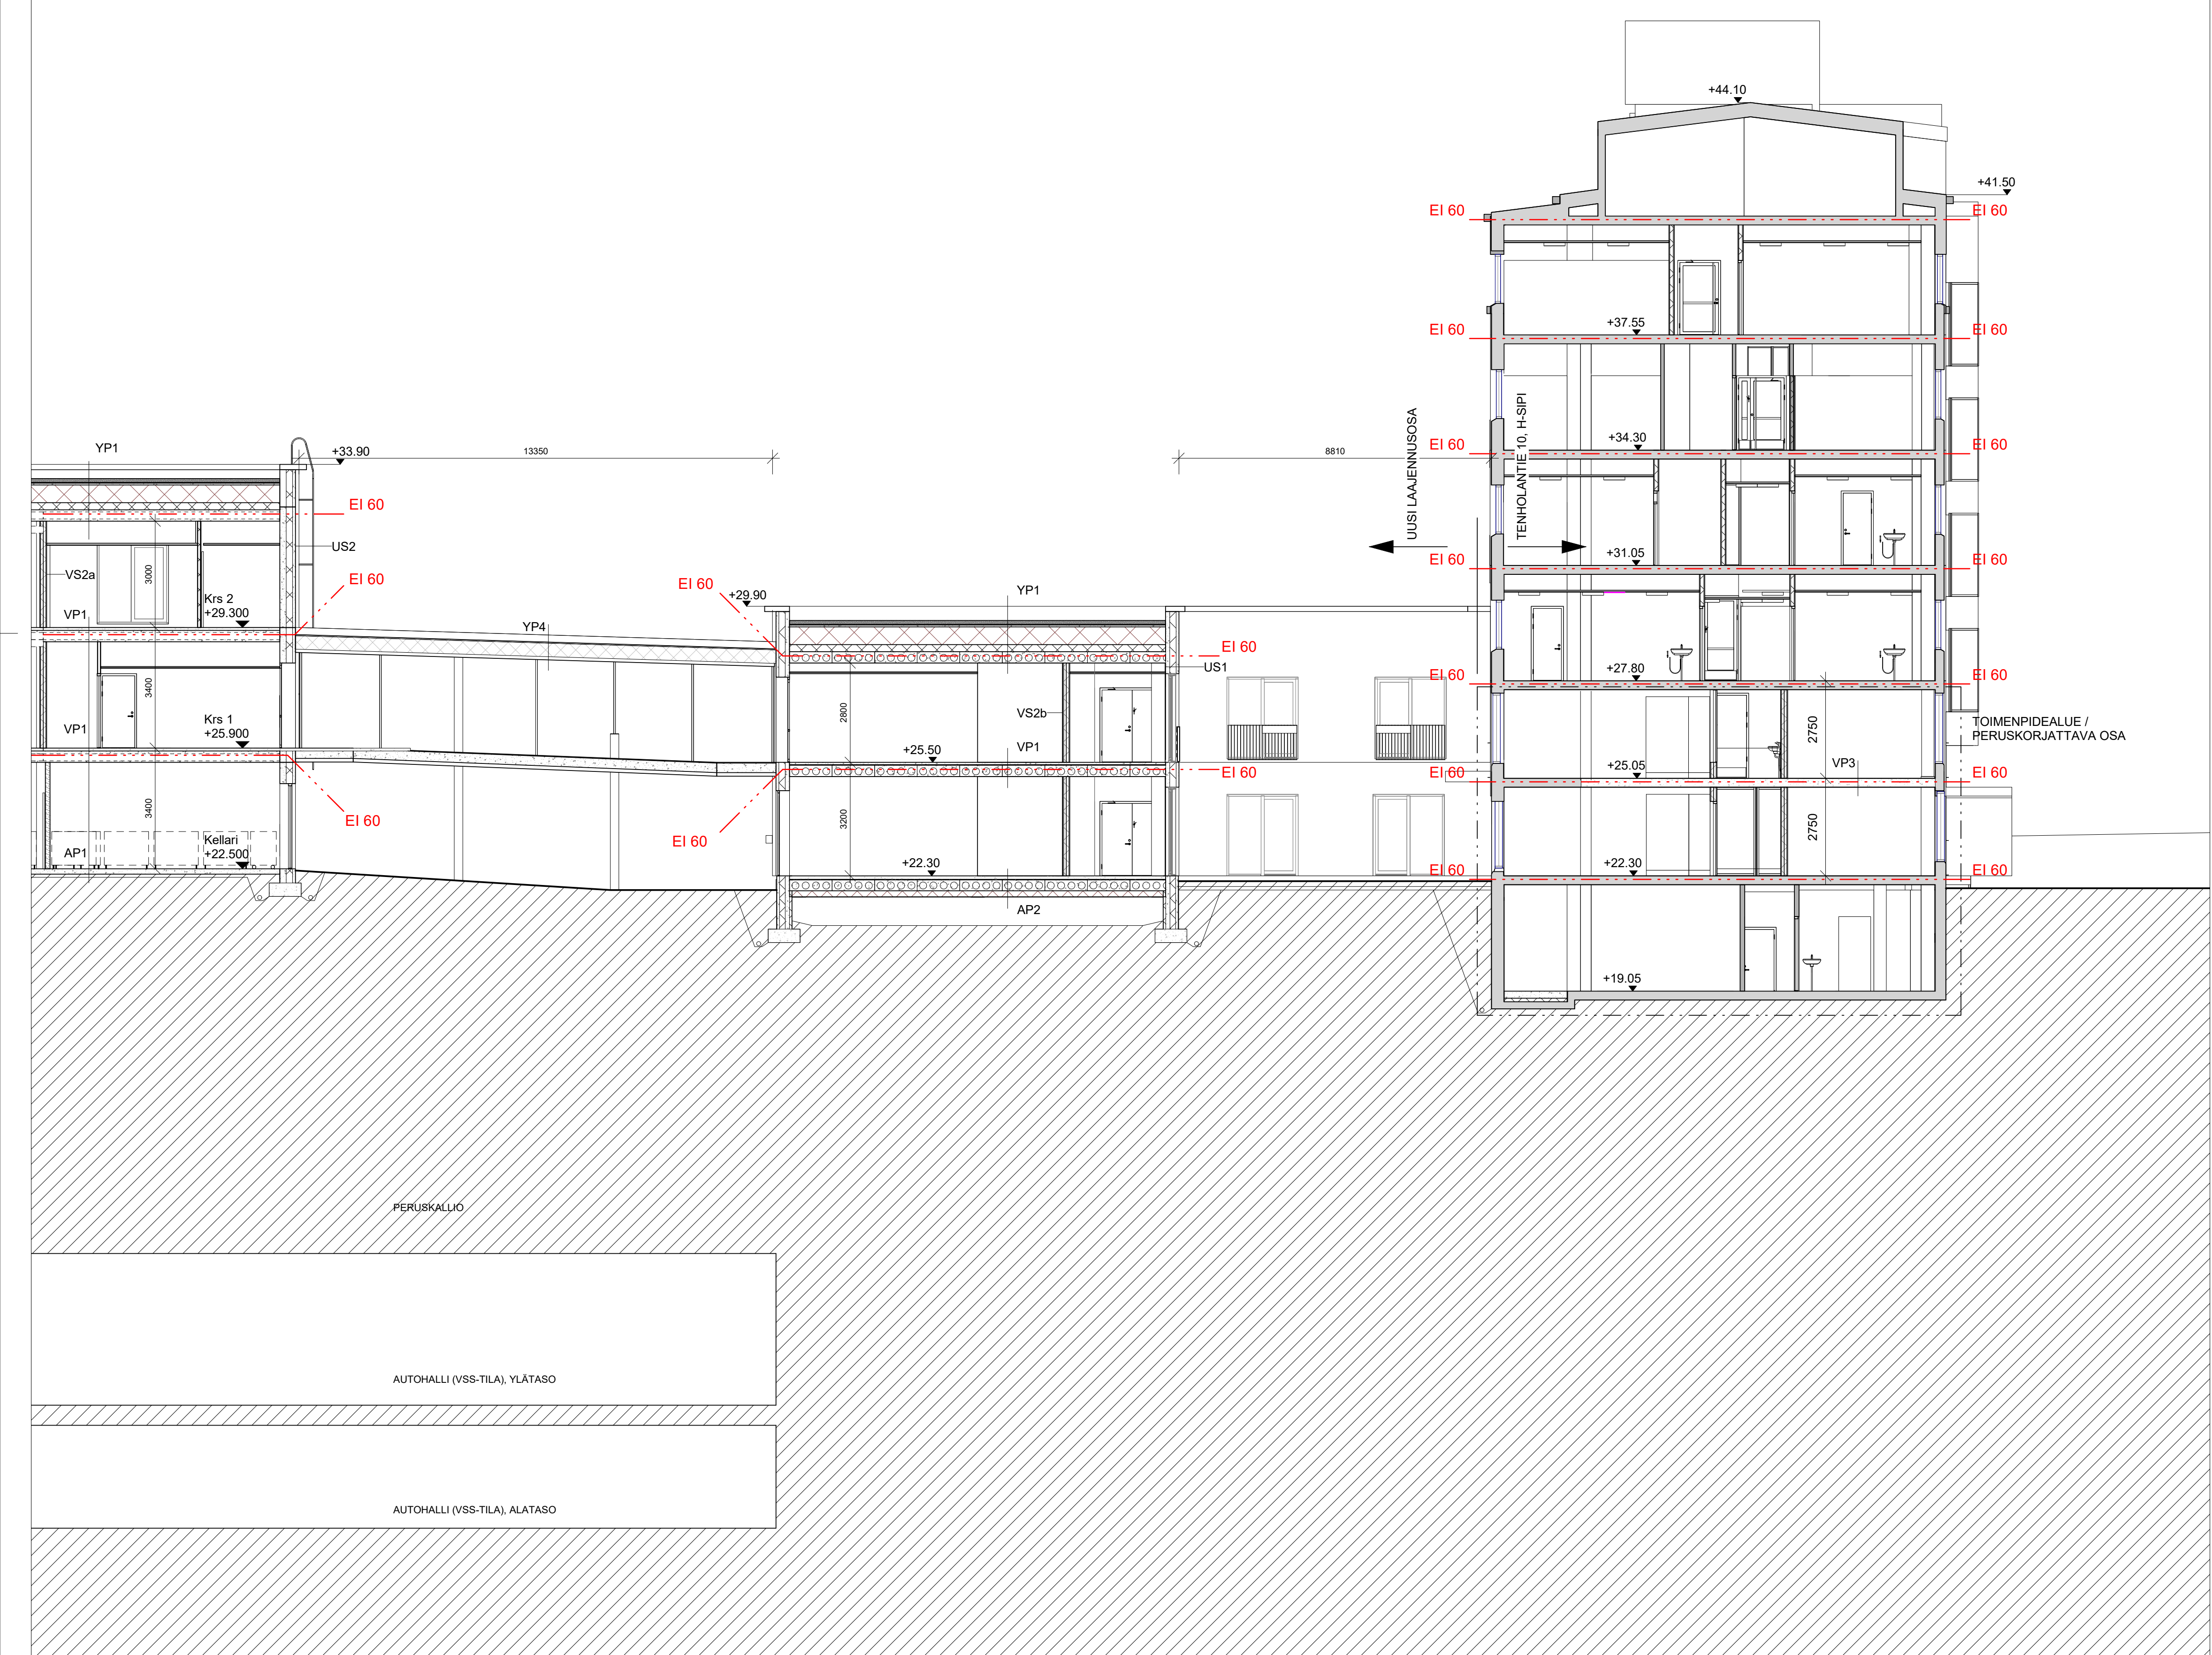 +44.10
+41.50
EI 60
EI 60
+37.55
EI 60
EI 60
+34.30
EI 60
EI 60
+31.05
EI 60
EI 60
+27.80
EI 60
EI 60
2750
TOIMENPIDEALUE /
PERUSKORJATTAVA OSA
+25.05
VP3
EI 60
EI 60
2750
+22.30
EI 60
EI 60
+19.05
UUSI LAAJENNUSOSA
TENHOLANTIE 10, H-SIPI
YP1
+33.90
13350
8810
EI 60
US2
VS2a
3000
EI 60
EI 60
Krs 2
+29.300
VP1
+29.90
YP1
YP4
EI 60
US1
3400
Krs 1
+25.900
VP1
2800
VS2b
VP1
+25.50
EI 60
3400
EI 60
EI 60
3200
Kellari
+22.500
AP1
+22.30
AP2
PERUSKALLIO
AUTOHALLI (VSS-TILA), YLÄTASO
AUTOHALLI (VSS-TILA), ALATASO